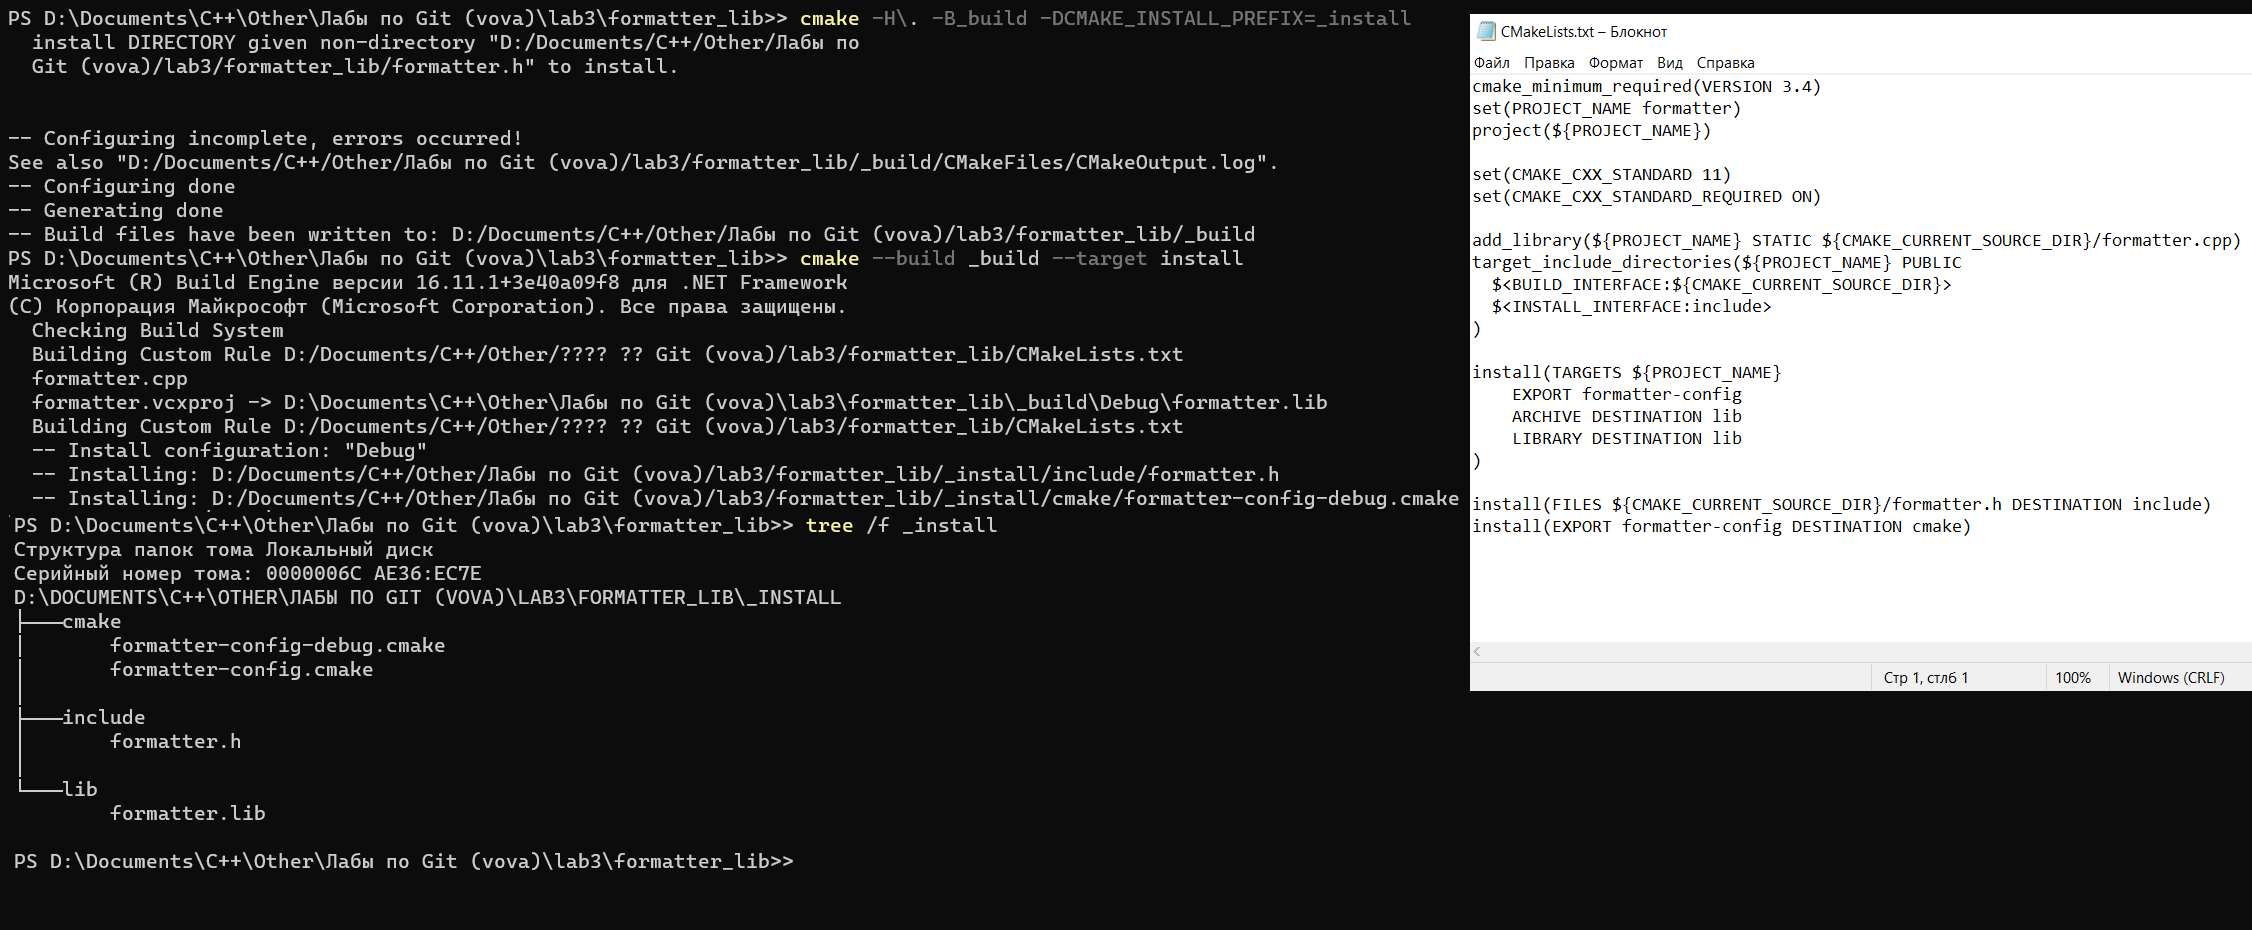 PS D:\Documents\C++\Other\Лабы по Git (vova)\lab3\formatter_lib>> cmake -H\. -B_build -DCMAKE_INSTALL_PREFIX=_install
install DIRECTORY given non-directory "D:/Documents/C++/Other/Лабы по
Git (vova)/lab3/formatter_lib/formatter.h" to install.
-- Configuring incomplete, errors occurred!
See also "D:/Documents/C++/Other/Лабы по Git (vova)/lab3/formatter_lib/_build/CMakeFiles/CMakeOutput.log".
-- Configuring done
-- Generating done
-- Build files have been written to: D:/Documents/C++/Other/Лабы по Git (vova)/lab3/formatter_lib/_build
PS D:\Documents\C++\Other\Лабы по Git (vova)\lab3\formatter_lib>> cmake --build _build --target install
Microsoft (R) Build Engine версии 16.11.1+3e40a09f8 для .NET Framework
(C) Корпорация Майкрософт (Microsoft Corporation). Все права защищены.
Checking Build System
Building Custom Rule D:/Documents/C++/Other/???? ?? Git (vova)/lab3/formatter_lib/CMakeLists.txt
formatter.cpp
formatter.vcxproj -> D:\Documents\C++\Other\Лабы по Git (vova)\lab3\formatter_lib\_build\Debug\formatter.lib
Building Custom Rule D:/Documents/C++/Other/???? ?? Git (vova)/lab3/formatter_lib/CMakeLists.txt
-- Install configuration: "Debug"
-- Installing: D:/Documents/C++/Other/Лабы по Git (vova)/lab3/formatter_lib/_install/include/formatter.h
-- Installing: D:/Documents/C++/Other/Лабы по Git (vova)/lab3/formatter_lib/_install/cmake/formatter-config-debug.cmake
PS D:\Documents\C++\Other\Лабы по Git (vova)\lab3\formatter_lib>> tree /f _install
Структура папок тома Локальный диск
Серийный номер тома: 0000006C AE36:EC7E
D:\DOCUMENTS\C++\OTHER\ЛАБЫ ПО GIT (VOVA)\LAB3\FORMATTER_LIB\_INSTALL
├───cmake
│       formatter-config-debug.cmake
│       formatter-config.cmake
│
├───include
│       formatter.h
│
└───lib
        formatter.lib
PS D:\Documents\C++\Other\Лабы по Git (vova)\lab3\formatter_lib>>
CMakeLists.txt – Блокнот
Файл Правка Формат Вид Справка
cmake_minimum_required(VERSION 3.4)
set(PROJECT_NAME formatter)
project(${PROJECT_NAME})
set(CMAKE_CXX_STANDARD 11)
set(CMAKE_CXX_STANDARD_REQUIRED ON)
add_library(${PROJECT_NAME} STATIC ${CMAKE_CURRENT_SOURCE_DIR}/formatter.cpp)
target_include_directories(${PROJECT_NAME} PUBLIC
  $<BUILD_INTERFACE:${CMAKE_CURRENT_SOURCE_DIR}>
  $<INSTALL_INTERFACE:include>
)
install(TARGETS ${PROJECT_NAME}
    EXPORT formatter-config
    ARCHIVE DESTINATION lib
    LIBRARY DESTINATION lib
)
install(FILES ${CMAKE_CURRENT_SOURCE_DIR}/formatter.h DESTINATION include)
install(EXPORT formatter-config DESTINATION cmake)
Стр 1, стлб 1 100% Windows (CRLF)